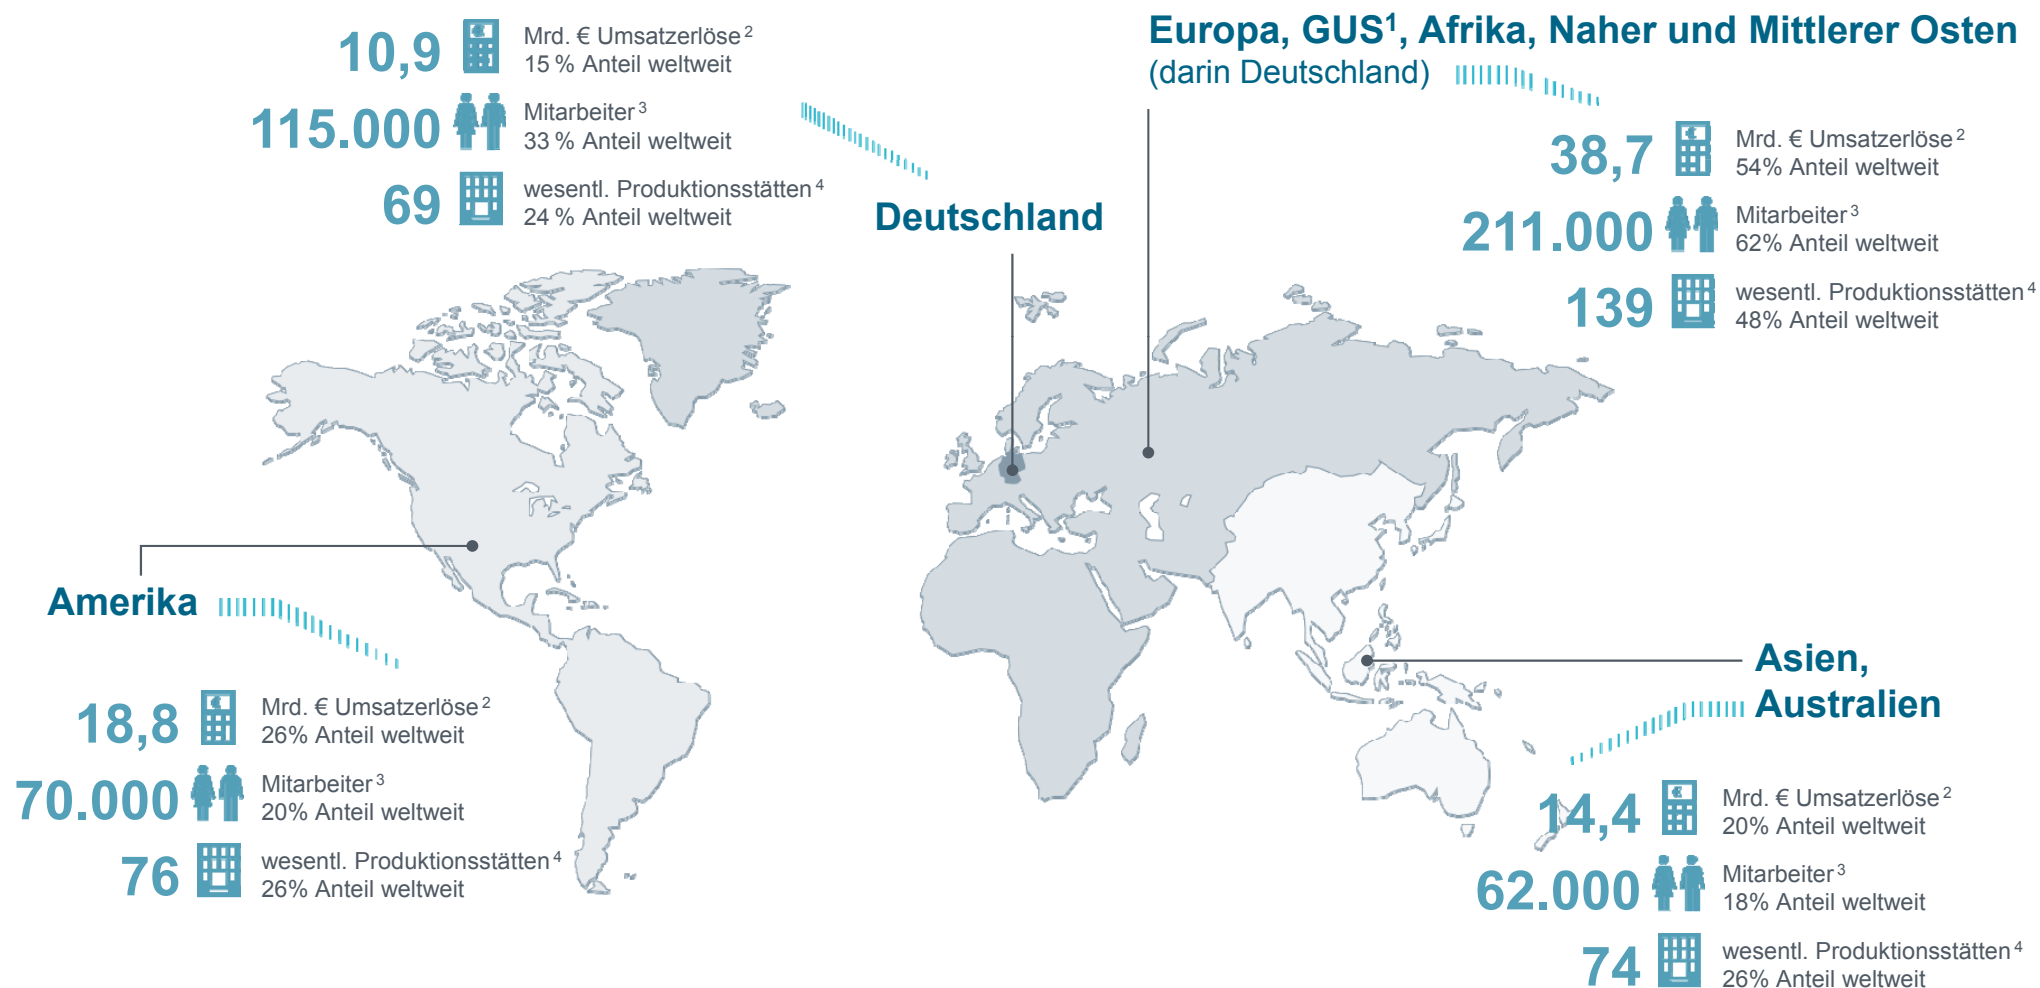 10,9
Mrd. € Umsatzerlöse²
15 % Anteil weltweit
115.000
Mitarbeiter³
33 % Anteil weltweit
69
wesentl. Produktionsstätten⁴
24 % Anteil weltweit
Deutschland
Europa, GUS¹, Afrika, Naher und Mittlerer Osten
(darin Deutschland)
38,7
Mrd. € Umsatzerlöse²
54% Anteil weltweit
211.000
Mitarbeiter³
62% Anteil weltweit
139
wesentl. Produktionsstätten⁴
48% Anteil weltweit
Amerika
18,8
Mrd. € Umsatzerlöse²
26% Anteil weltweit
70.000
Mitarbeiter³
20% Anteil weltweit
76
wesentl. Produktionsstätten⁴
26% Anteil weltweit
Asien,
Australien
14,4
Mrd. € Umsatzerlöse²
20% Anteil weltweit
62.000
Mitarbeiter³
18% Anteil weltweit
74
wesentl. Produktionsstätten⁴
26% Anteil weltweit